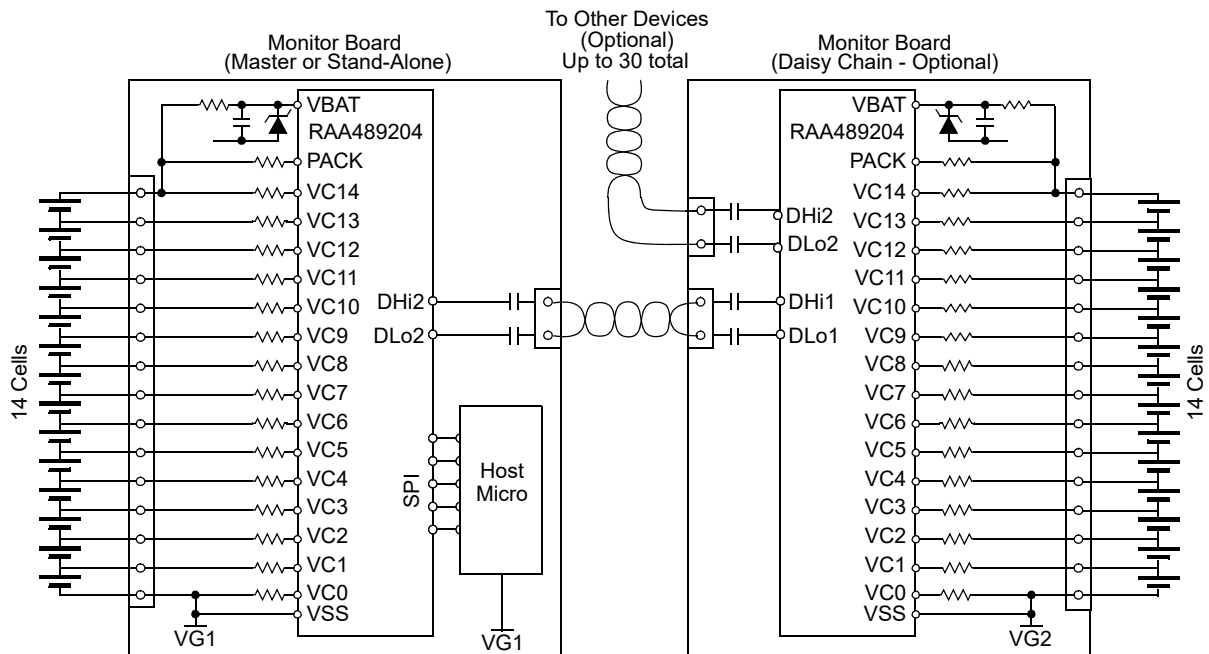 To Other Devices
(Optional)
Up to 30 total
Monitor Board
(Master or Stand-Alone)
VBAT
RAA489204
PACK
VC14
VC13
VC12
VC11
VC10
VC9
VC8
VC7
VC6
VC5
VC4
VC3
VC2
VC1
VC0
VSS
VG1
14 Cells
DHi2
DLo2
SPI
Host
Micro
VG1
Monitor Board
(Daisy Chain - Optional)
VBAT
RAA489204
PACK
VC14
VC13
VC12
VC11
VC10
VC9
VC8
VC7
VC6
VC5
VC4
VC3
VC2
VC1
VC0
VSS
VG2
DHi2
DLo2
DHi1
DLo1
14 Cells